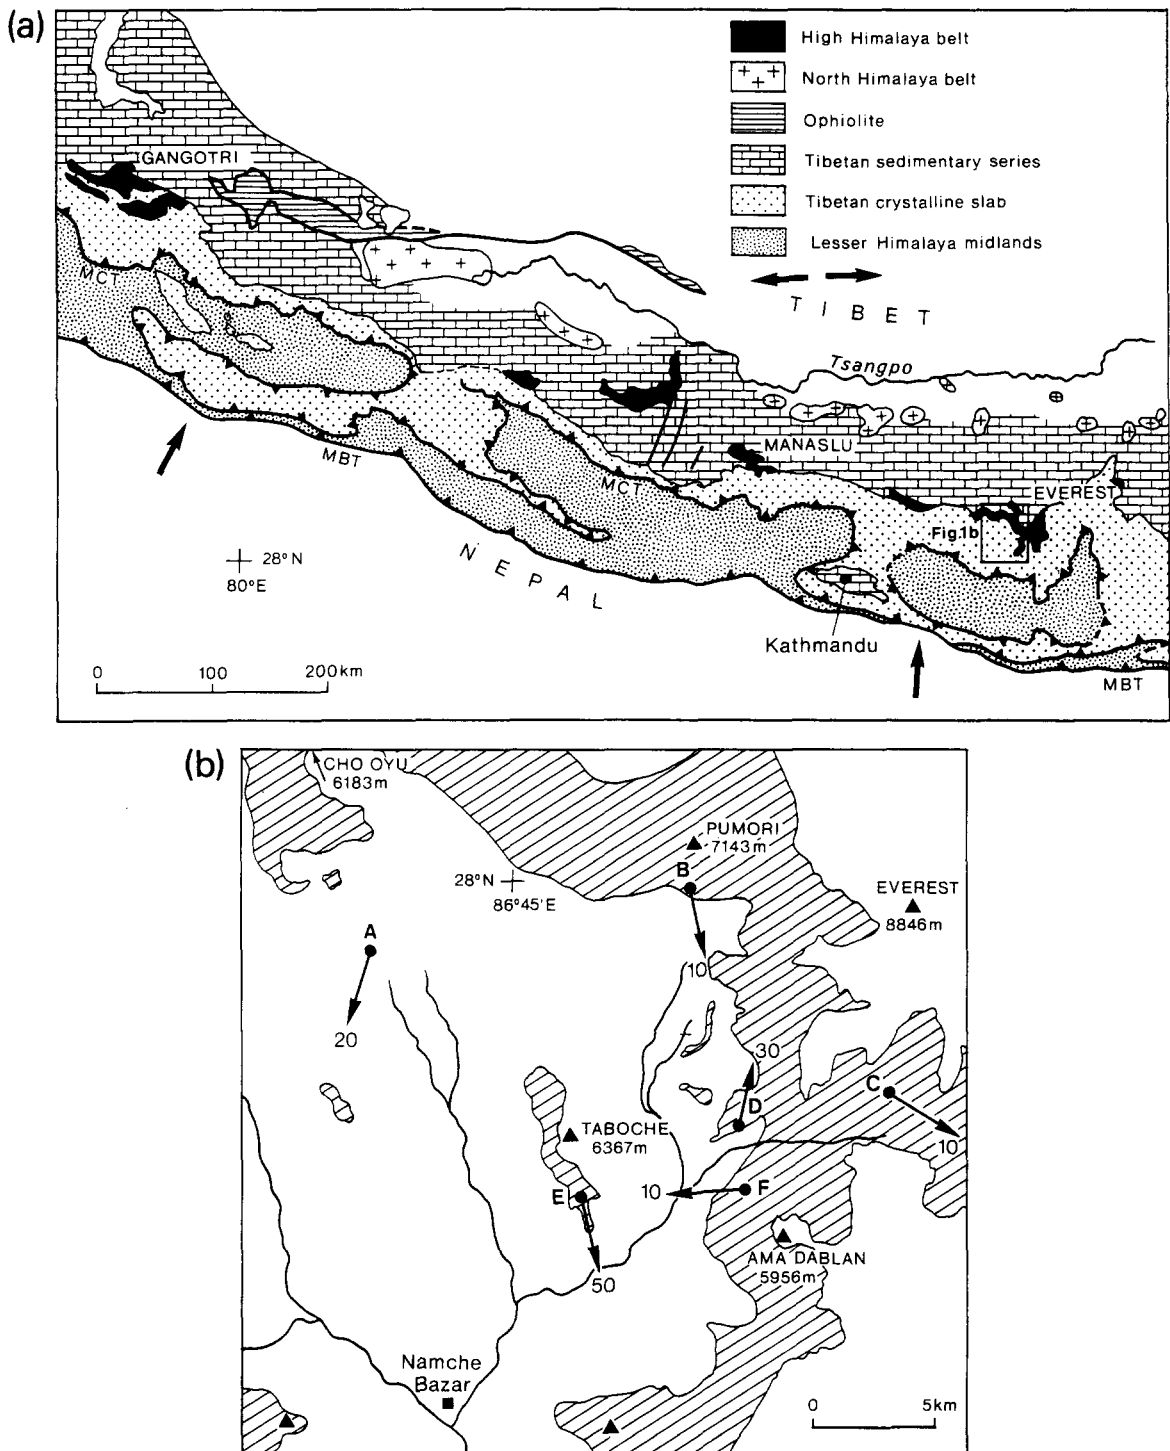 (a)
High Himalaya belt
North Himalaya belt
Ophiolite
Tibetan sedimentary series
Tibetan crystalline slab
Lesser Himalaya midlands
GANGOTRI
MCT
TIBET
Tsangpo
MBT
MANASLU
MCT
EVEREST
Fig.1b
28°N
80°E
NEPAL
Kathmandu
0 100 200km
MBT
(b)
CHO OYU
6183m
PUMORI
7143m
B
28°N
86°45'E
EVEREST
8846m
A
10
20
30
C
D
TABOCHE
6367m
10
E
10
F
AMA DABLAN
5956m
50
Namche
Bazar
0 5km